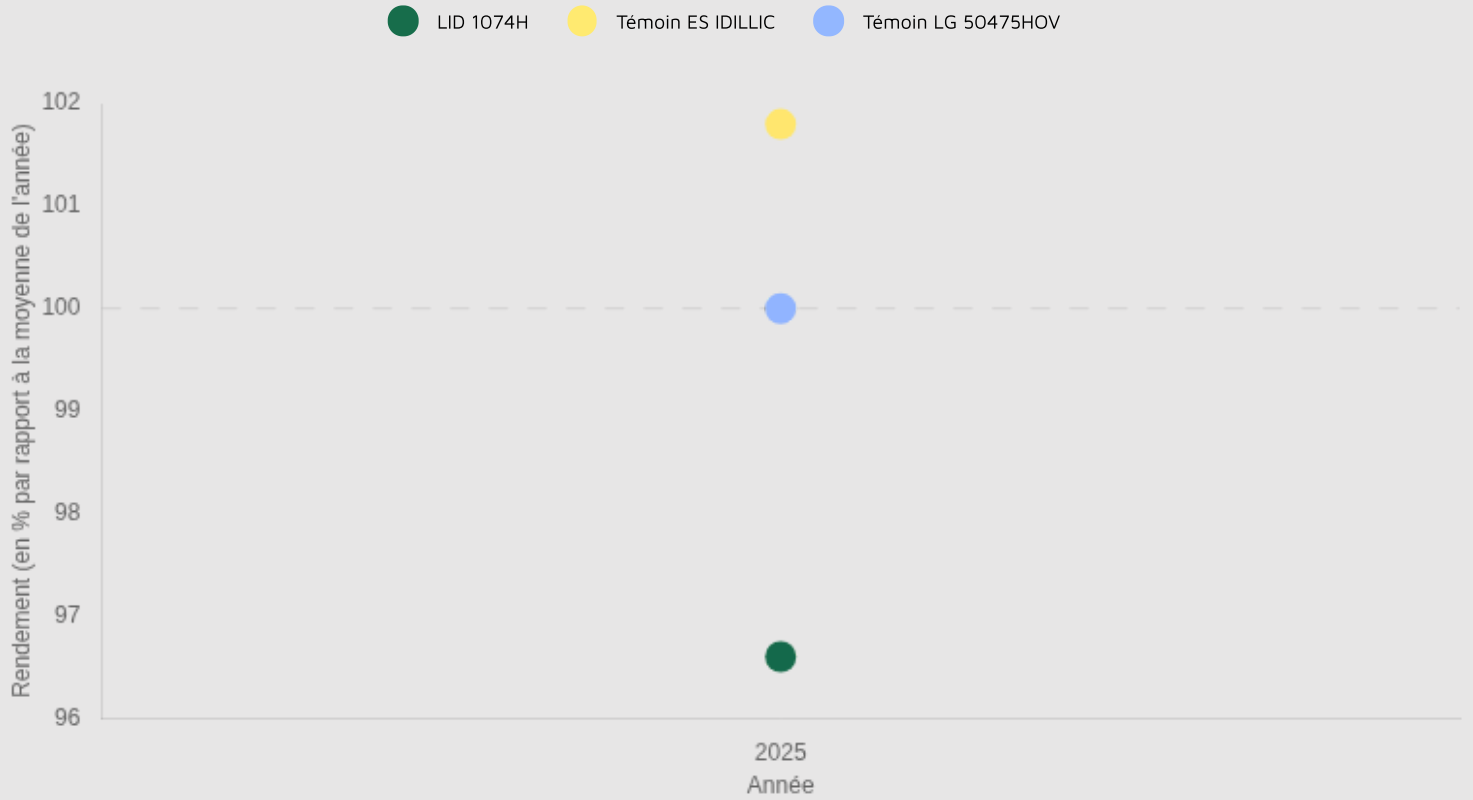 LID 1074H
Témoin ES IDILLIC
Témoin LG 50475HOV
Rendement (en % par rapport à la moyenne de l'année)
102
101
100
99
98
97
96
2025
Année